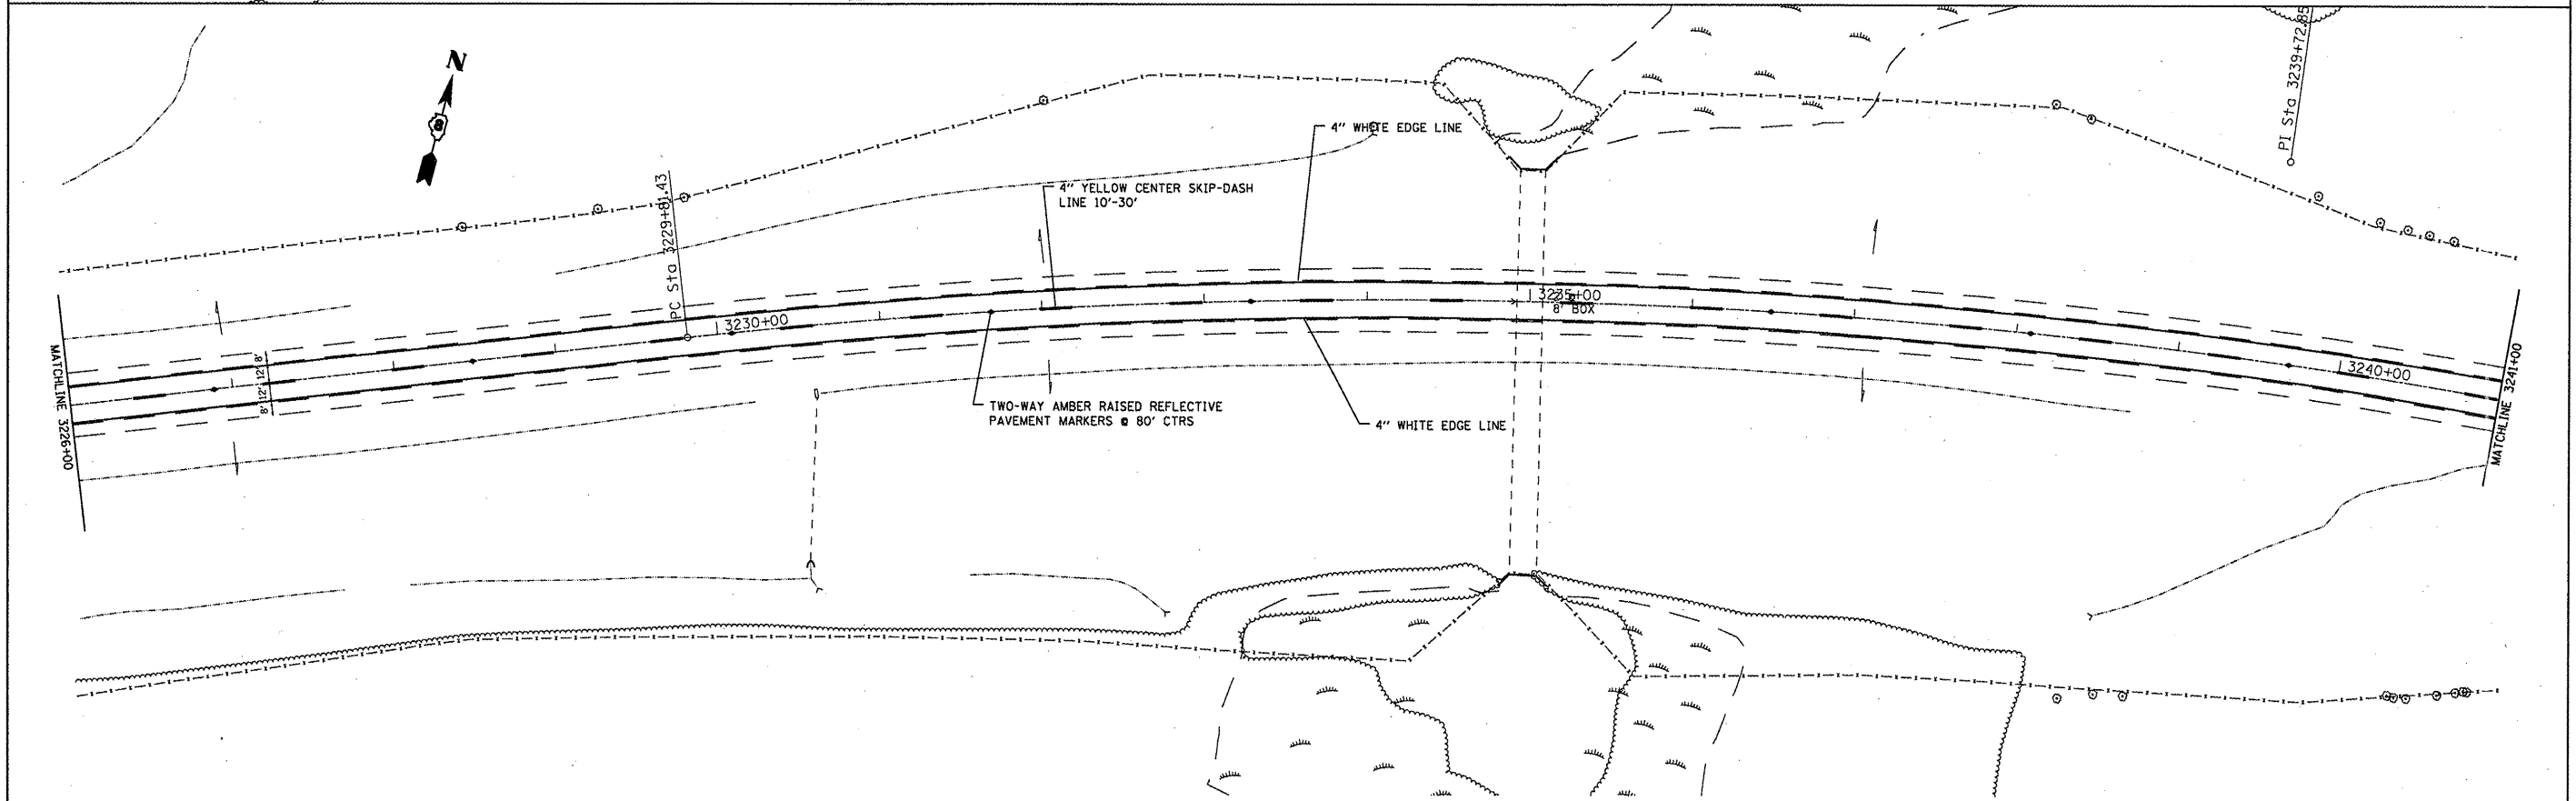 N
PI Sta 3239+72.85
4" WHITE EDGE LINE
4" YELLOW CENTER SKIP-DASH
LINE 10'-30'
PC Sta 3229+81.43
3230+00
3235+00
8' BOX
3240+00
MATCHLINE 3226+00
8' 12' 12' 8'
TWO-WAY AMBER RAISED REFLECTIVE
PAVEMENT MARKERS @ 80' CTRS
4" WHITE EDGE LINE
MATCHLINE 3241+00